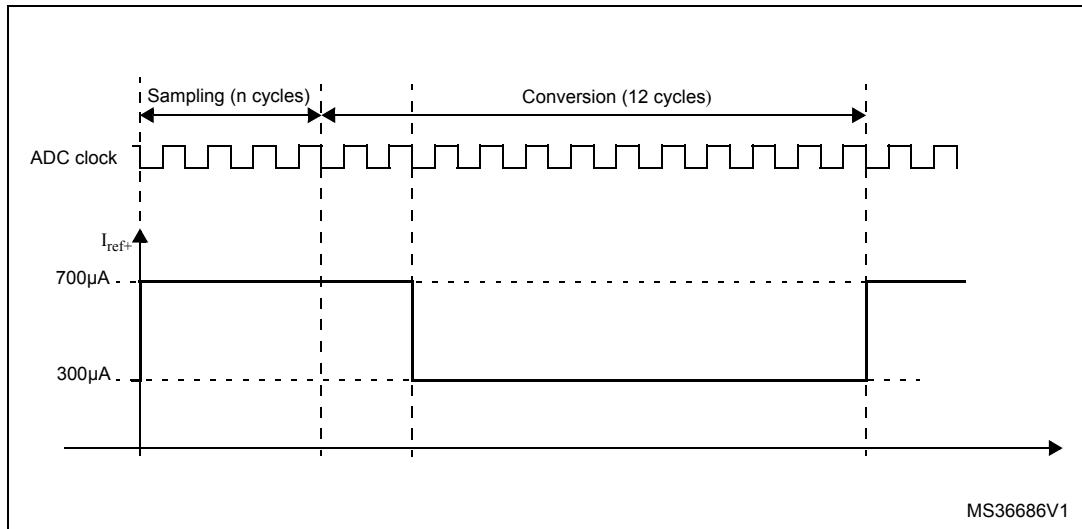 Sampling (n cycles)
Conversion (12 cycles)
ADC clock
Iref+
700µA
300µA
MS36686V1